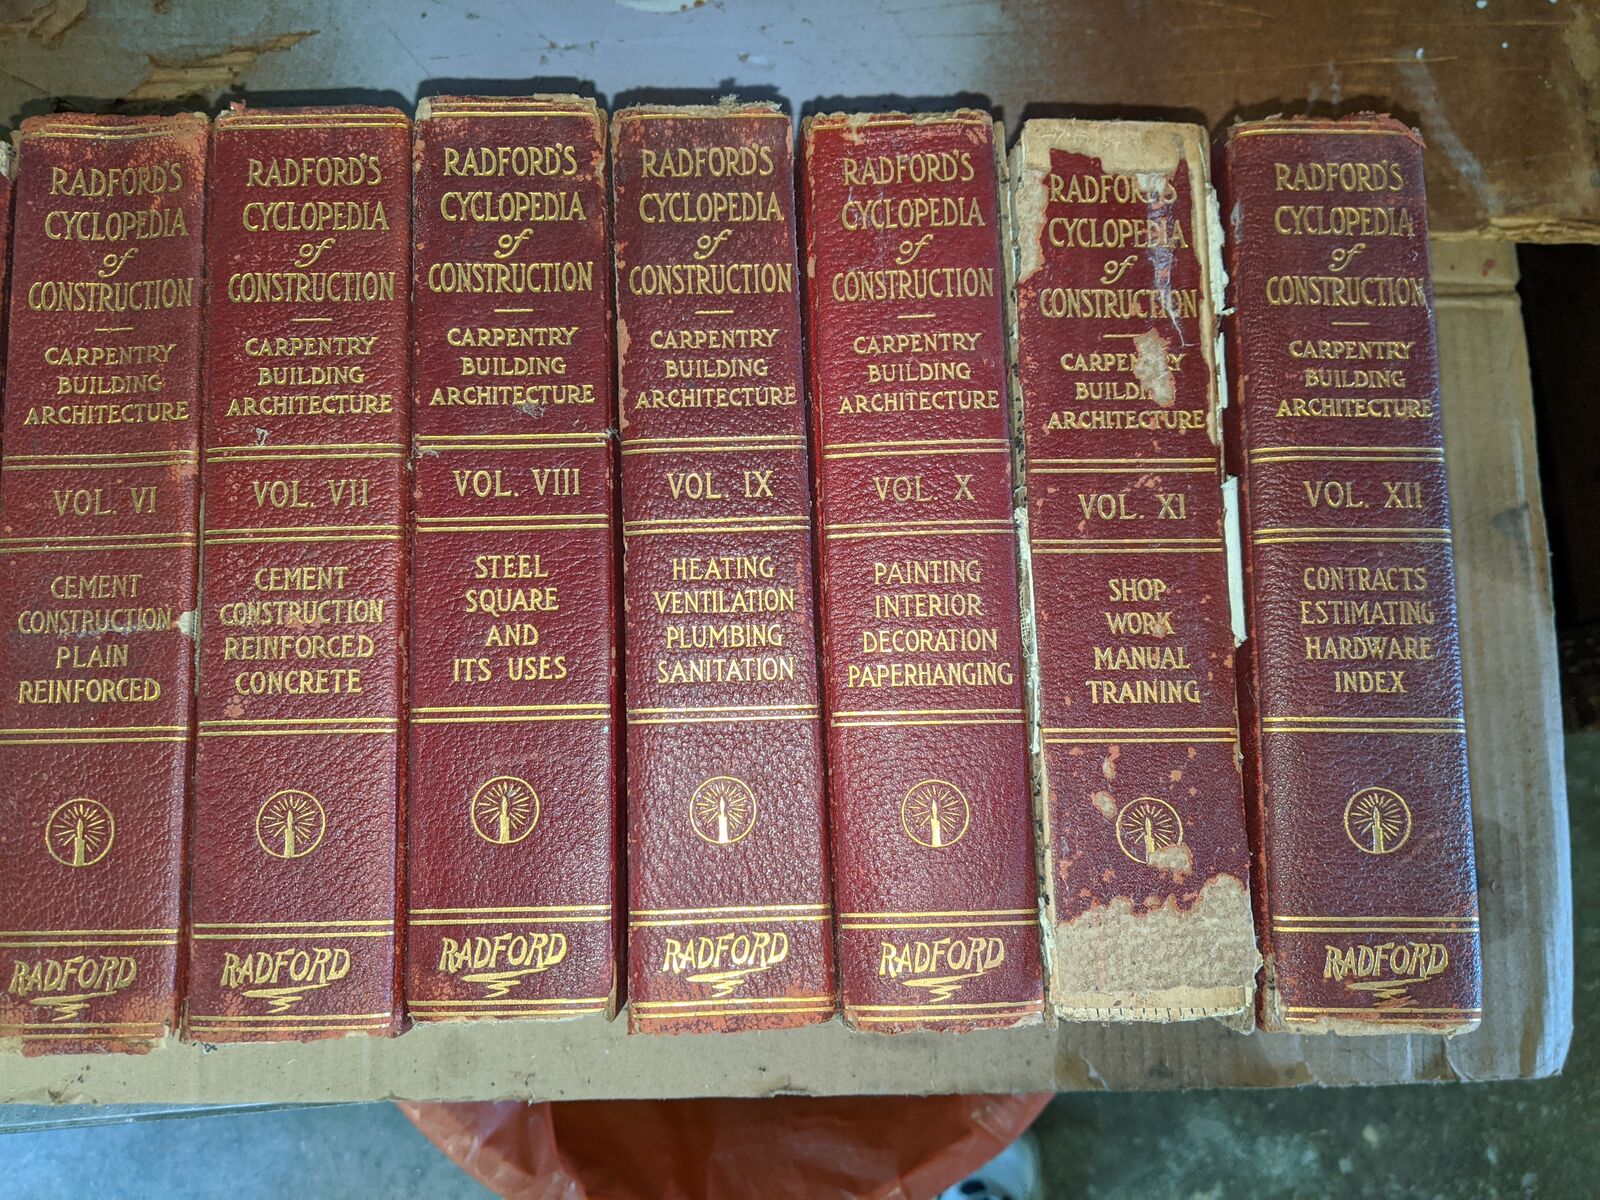 RADFORD'S
CYCLOPEDIA
of
CONSTRUCTION
CARPENTRY
BUILDING
ARCHITECTURE
VOL. VI
CEMENT
CONSTRUCTION
PLAIN
REINFORCED
RADFORD
RADFORD'S
CYCLOPEDIA
of
CONSTRUCTION
CARPENTRY
BUILDING
ARCHITECTURE
VOL. VII
CEMENT
CONSTRUCTION
REINFORCED
CONCRETE
RADFORD
RADFORD'S
CYCLOPEDIA
of
CONSTRUCTION
CARPENTRY
BUILDING
ARCHITECTURE
VOL. VIII
STEEL
SQUARE
AND
ITS USES
RADFORD
RADFORD'S
CYCLOPEDIA
of
CONSTRUCTION
CARPENTRY
BUILDING
ARCHITECTURE
VOL. IX
HEATING
VENTILATION
PLUMBING
SANITATION
RADFORD
RADFORD'S
CYCLOPEDIA
of
CONSTRUCTION
CARPENTRY
BUILDING
ARCHITECTURE
VOL. X
PAINTING
INTERIOR
DECORATION
PAPERHANGING
RADFORD
RADFORD'S
CYCLOPEDIA
of
CONSTRUCTION
CARPENTRY
BUILDING
ARCHITECTURE
VOL. XI
SHOP
WORK
MANUAL
TRAINING
RADFORD'S
CYCLOPEDIA
of
CONSTRUCTION
CARPENTRY
BUILDING
ARCHITECTURE
VOL. XII
CONTRACTS
ESTIMATING
HARDWARE
INDEX
RADFORD